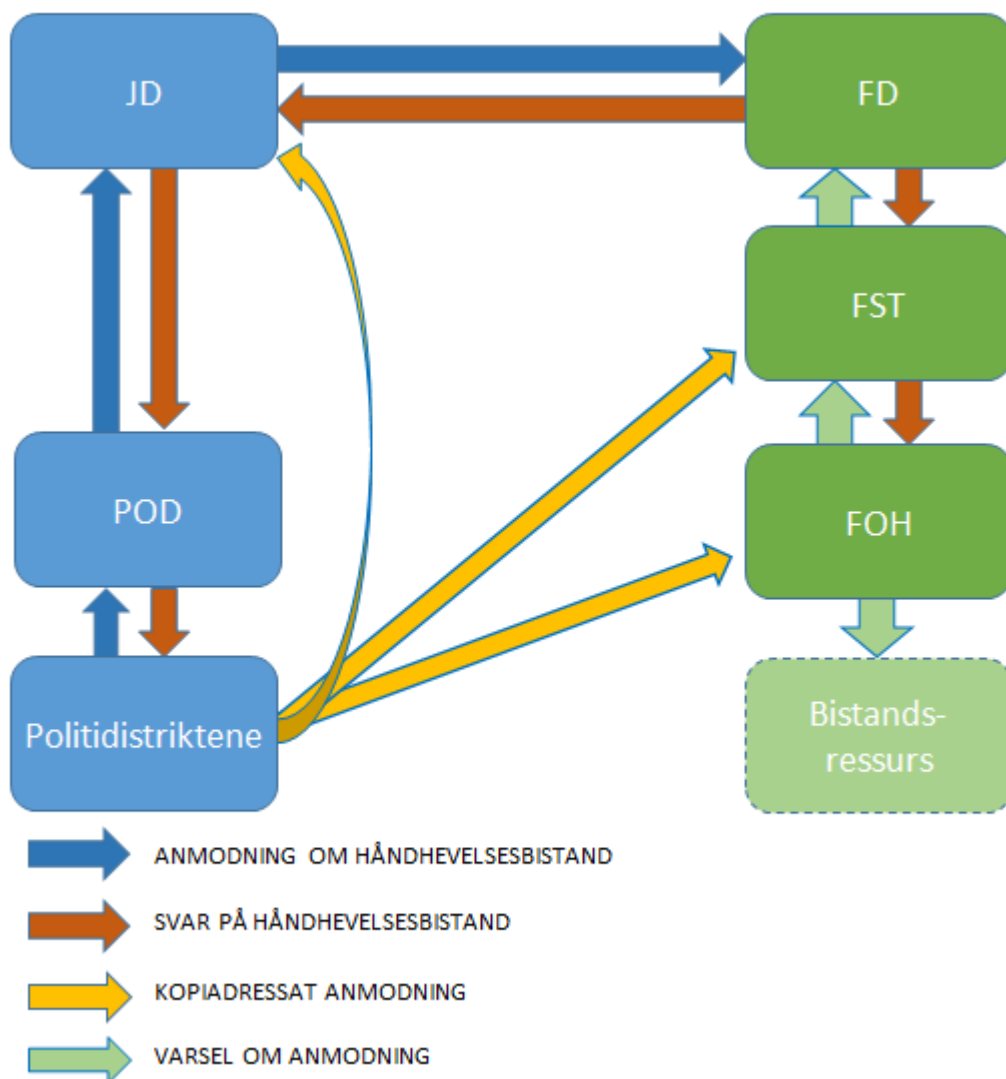 JD
FD
FST
POD
FOH
Politidistriktene
Bistands-
ressurs
ANMODNING OM HÅNDHEVELSESBISTAND
SVAR PÅ HÅNDHEVELSESBISTAND
KOPIADRESSAT ANMODNING
VARSEL OM ANMODNING